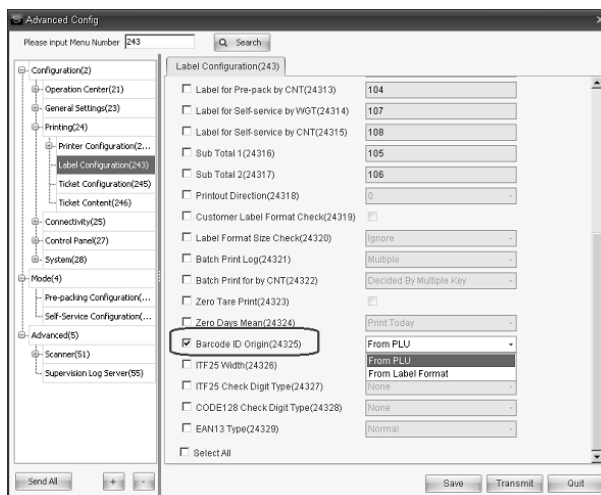 Advanced Config
Please input Menu Number 243 Search
Configuration(2)
Operation Center(21)
General Settings(23)
Printing(24)
Printer Configuration(2...
Label Configuration(243)
Ticket Configuration(245)
Ticket Content(246)
Connectivity(25)
Control Panel(27)
System(28)
Mode(4)
Pre-packing Configuration(...
Self-Service Configuration(...
Advanced(5)
Scanner(51)
Supervision Log Server(55)
Send All + -
Label Configuration(243)
Label for Pre-pack by CNT(24313) 104
Label for Self-service by WGT(24314) 107
Label for Self-service by CNT(24315) 108
Sub Total 1(24316) 105
Sub Total 2(24317) 106
Printout Direction(24318) 0
Customer Label Format Check(24319)
Label Format Size Check(24320) Ignore
Batch Print Log(24321) Multiple
Batch Print for by CNT(24322) Decided By Multiple Key
Zero Tare Print(24323)
Zero Days Mean(24324) Print Today
Barcode ID Origin(24325) From PLU
From PLU
ITF25 Width(24326) From Label Format
ITF25 Check Digit Type(24327) None
CODE128 Check Digit Type(24328) None
EAN13 Type(24329) Normal
Select All
Save Transmit Quit